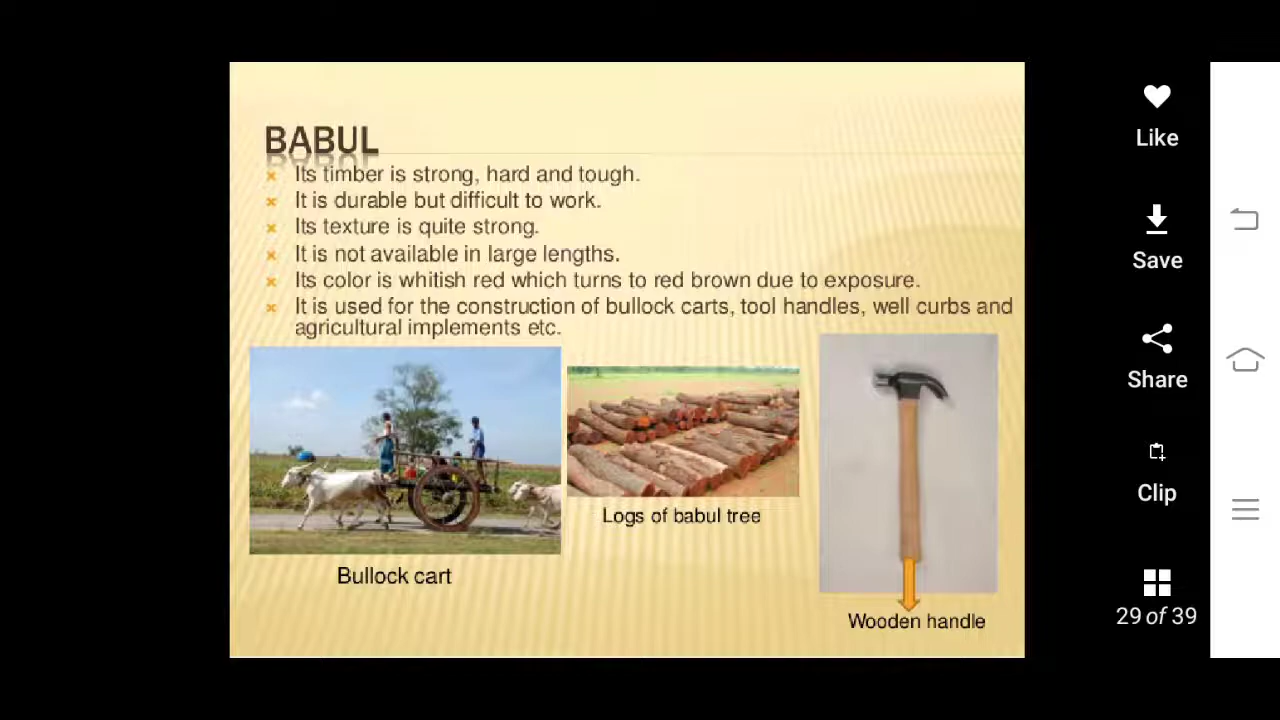 BABUL
Its timber is strong, hard and tough.
It is durable but difficult to work.
Its texture is quite strong.
It is not available in large lengths.
Its color is whitish red which turns to red brown due to exposure.
It is used for the construction of bullock carts, tool handles, well curbs and
agricultural implements etc.
Bullock cart
Logs of babul tree
Wooden handle
Like
Save
Share
Clip
29 of 39